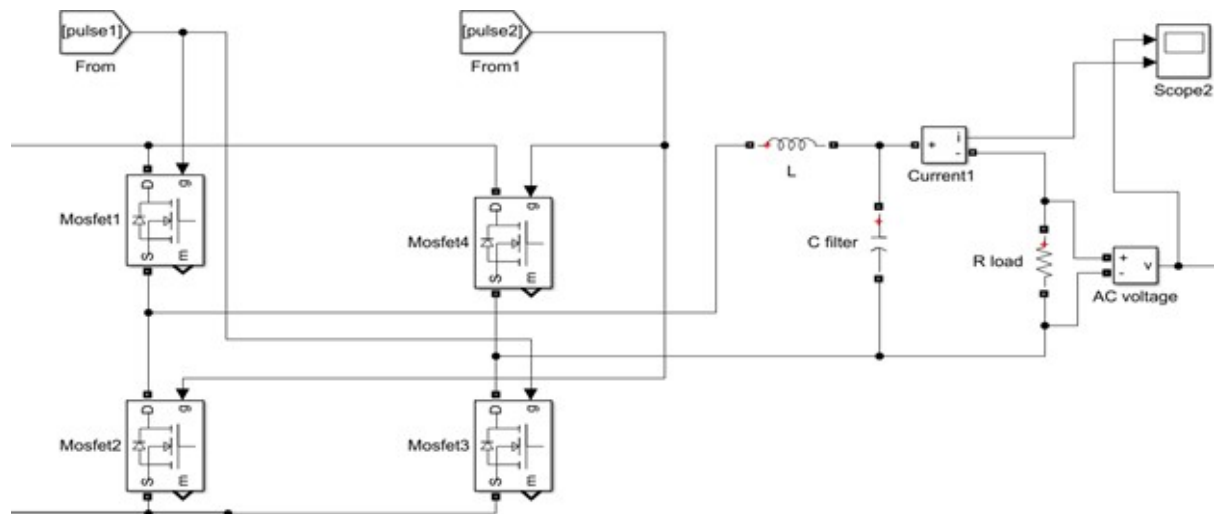 [pulse1]
From
[pulse2]
From1
Scope2
L
+
i
-
Current1
D
g
Mosfet1
S
m
D
g
Mosfet4
S
m
C filter
R load
+
-
v
AC voltage
D
g
Mosfet2
S
m
D
g
Mosfet3
S
m